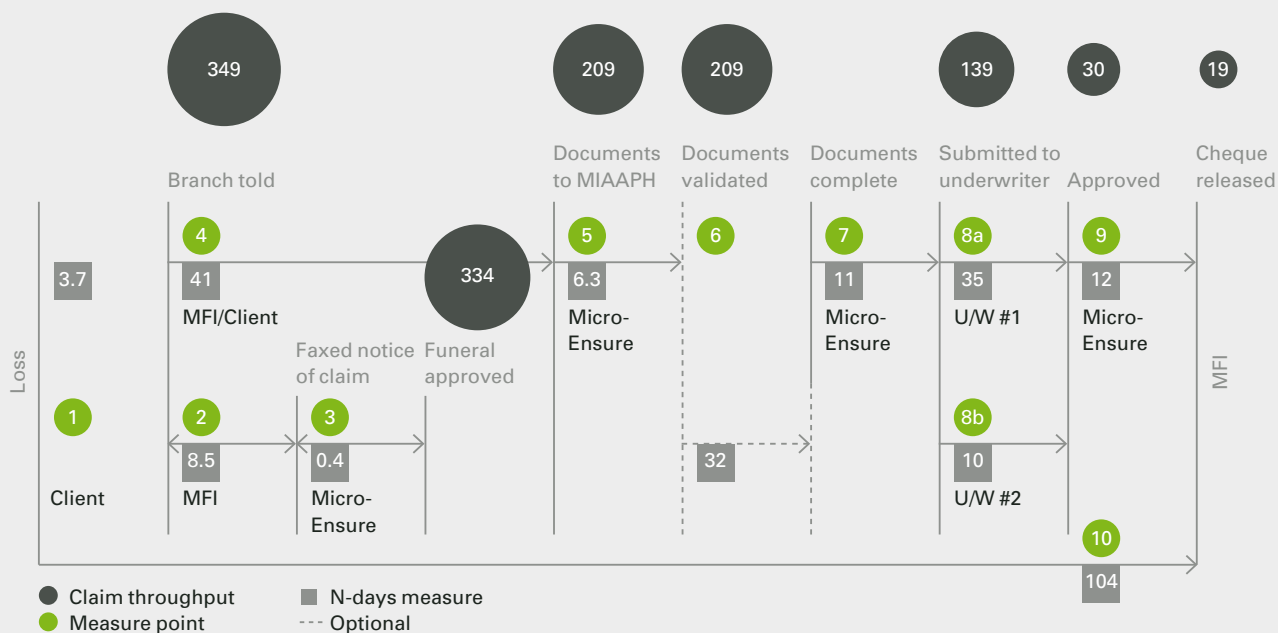 349
209
209
139
30
19
Branch told
Documents
to MIAAPH
Documents
validated
Documents
complete
Submitted to
underwriter
Approved
Cheque
released
4
5
6
7
8a
9
3.7
41
334
6.3
11
35
12
MFI/Client
Micro-
Ensure
Micro-
Ensure
U/W #1
Micro-
Ensure
Faxed notice
of claim
Funeral
approved
Loss
MFI
1
2
3
8b
8.5
0.4
32
10
Client
MFI
Micro-
Ensure
U/W #2
10
104
Claim throughput
N-days measure
Measure point
Optional